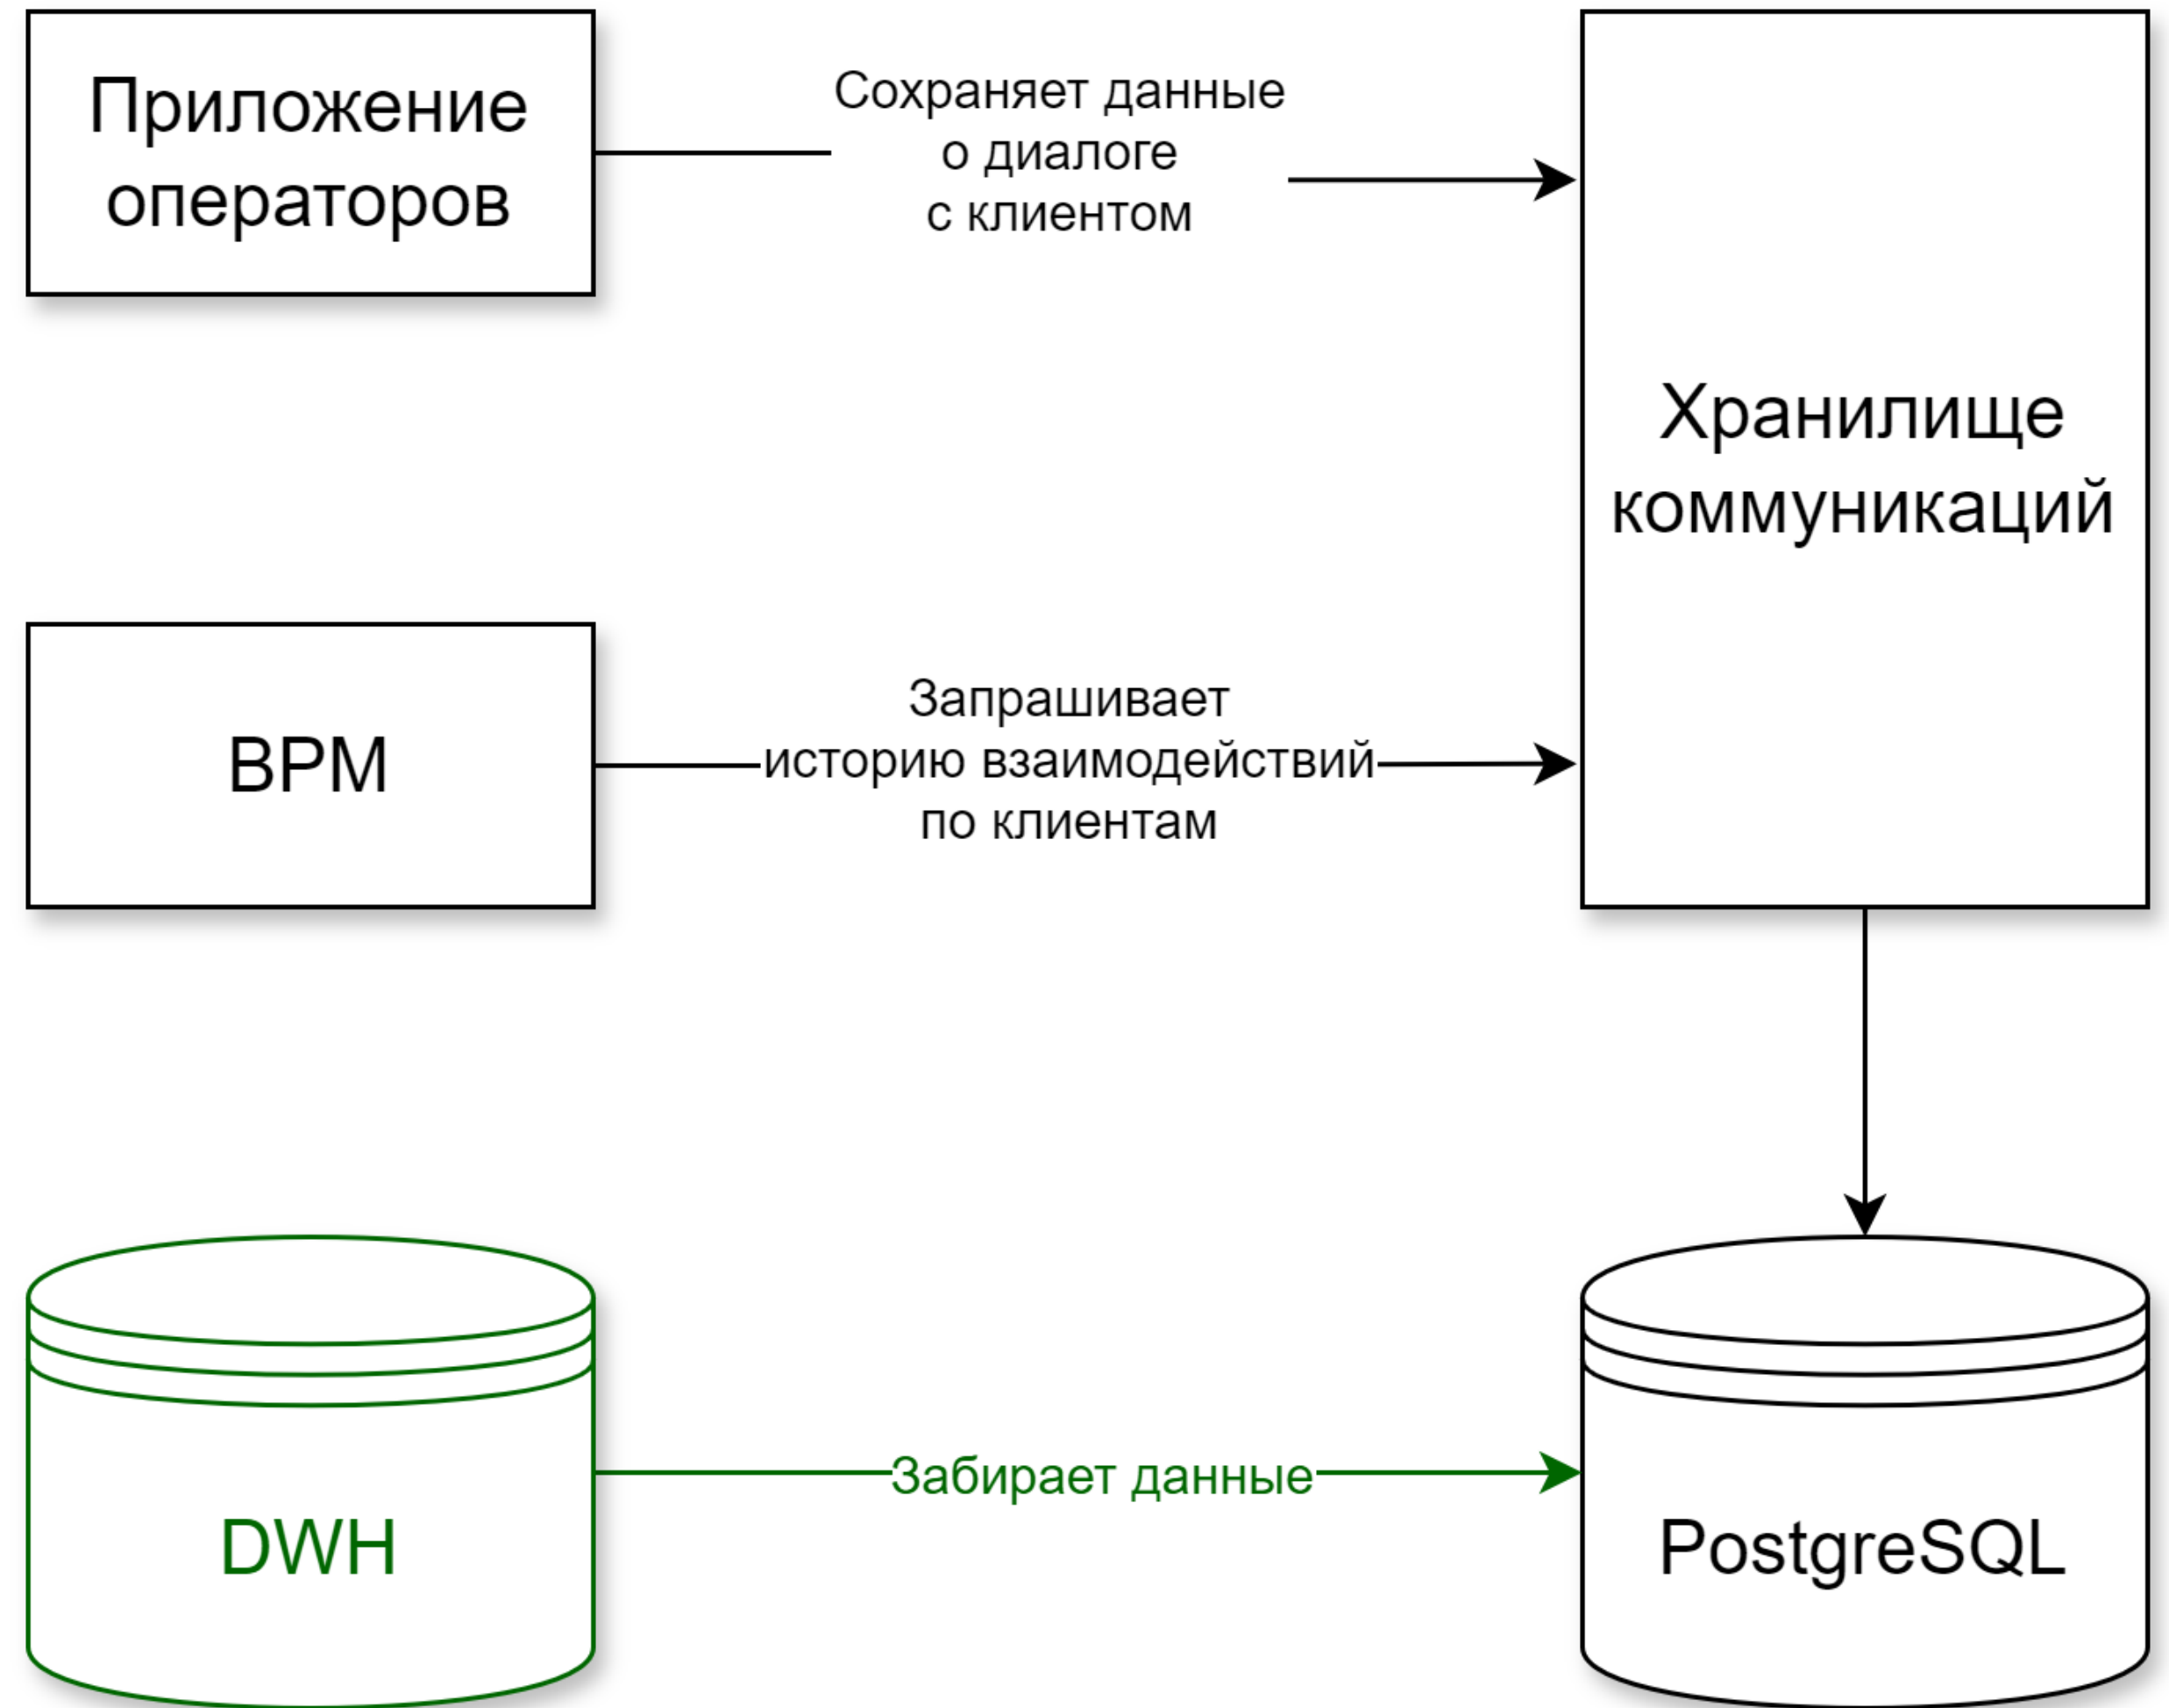 Приложение
операторов
Сохраняет данные
о диалоге
с клиентом
Хранилище
коммуникаций
BPM
Запрашивает
историю взаимодействий
по клиентам
DWH
Забирает данные
PostgreSQL